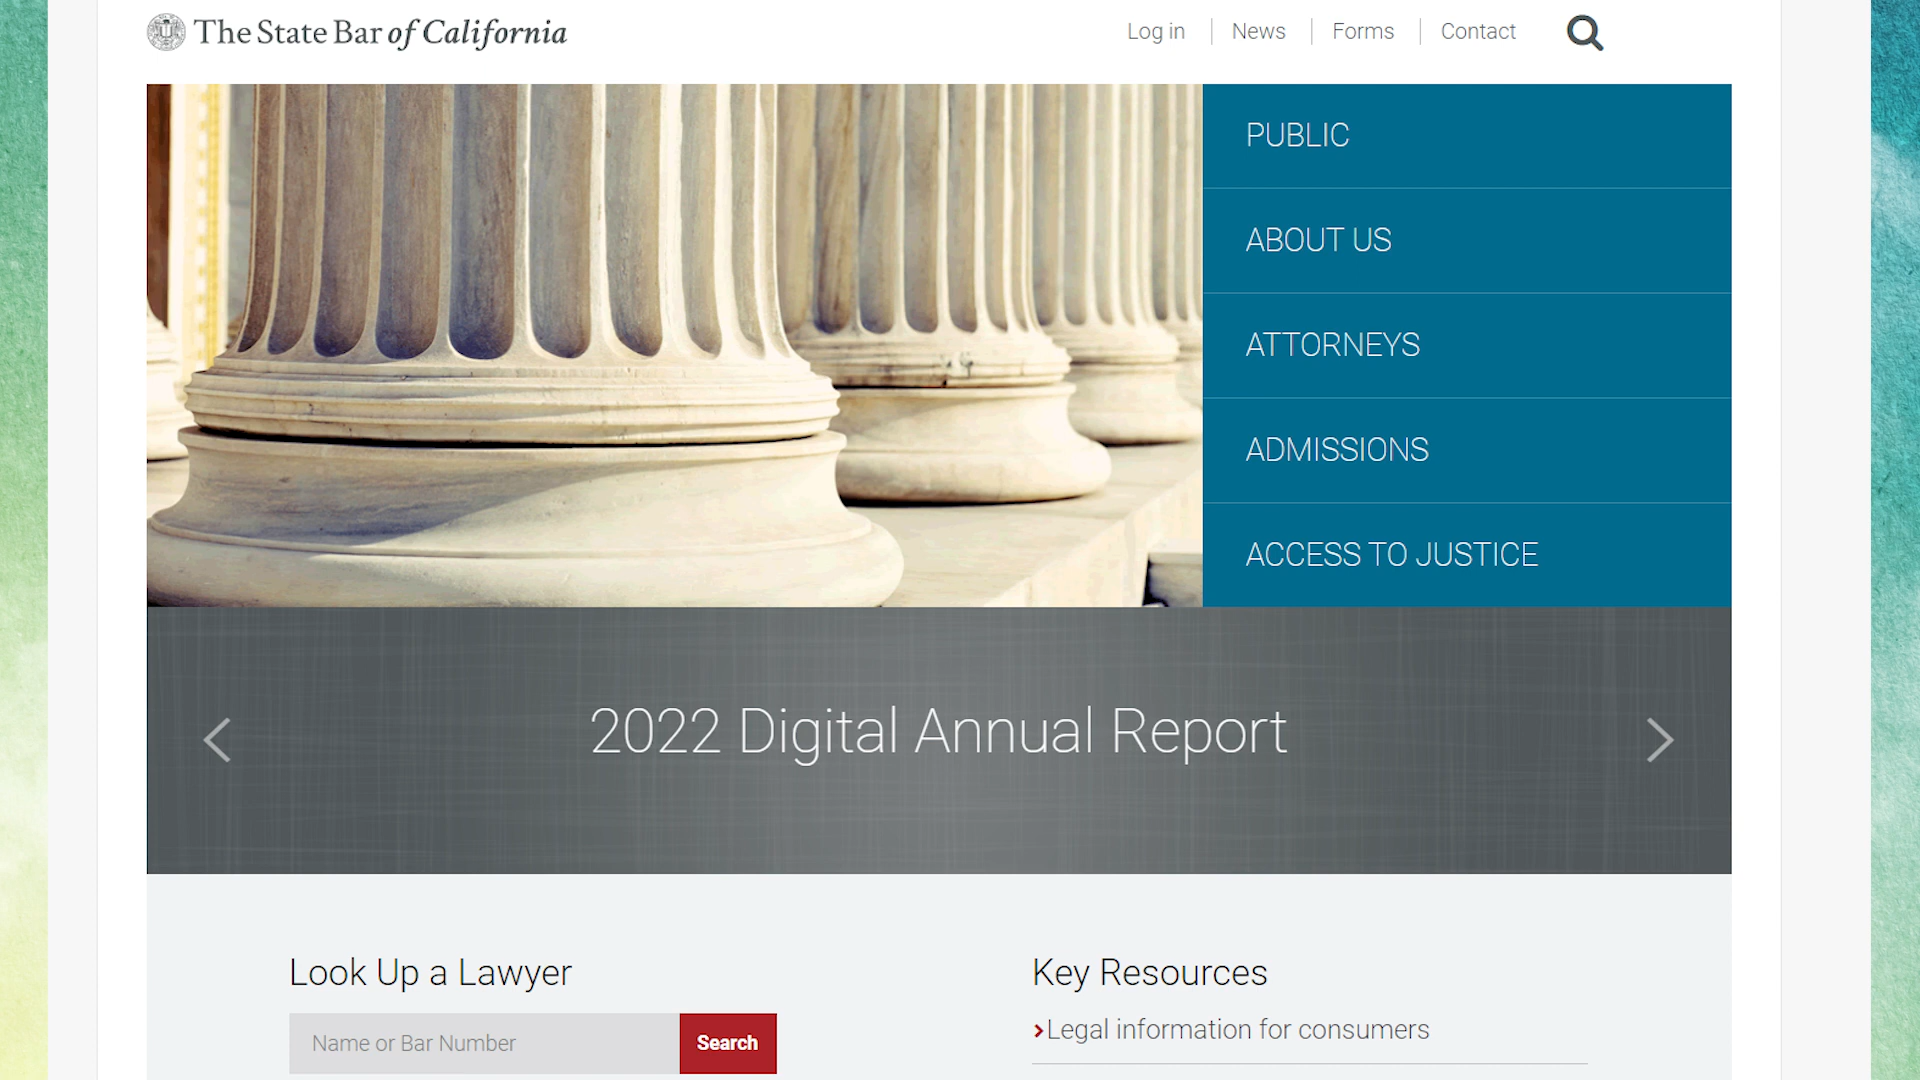 The State Bar of California
Log in
News
Forms
Contact
PUBLIC
ABOUT US
ATTORNEYS
ADMISSIONS
ACCESS TO JUSTICE
2022 Digital Annual Report
Look Up a Lawyer
Name or Bar Number
Search
Key Resources
Legal information for consumers